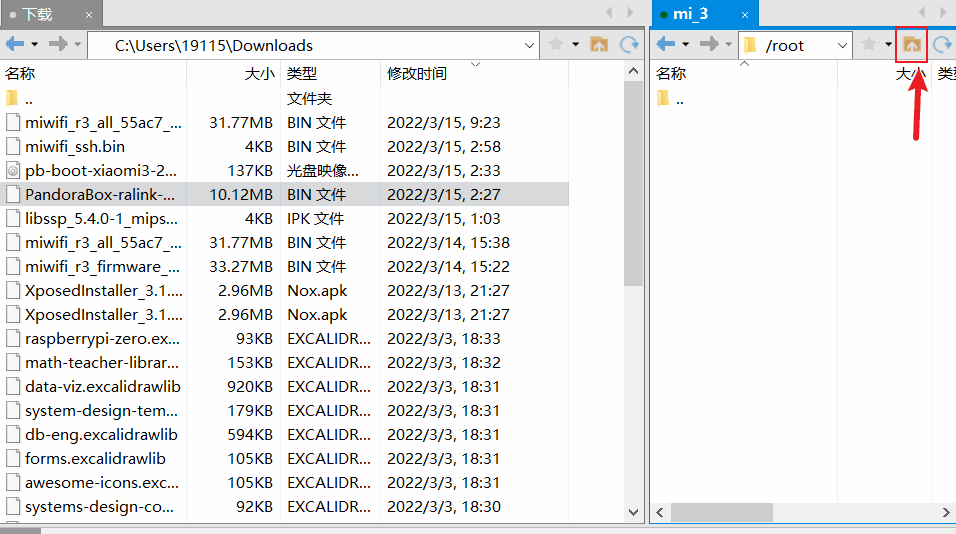 下载
mi_3
C:\Users\19115\Downloads
/root
名称 大小 类型 修改时间
名称 大小 类型
.. 文件夹
..
miwifi_r3_all_55ac7_... 31.77MB BIN 文件 2022/3/15, 9:23
miwifi_ssh.bin 4KB BIN 文件 2022/3/15, 2:58
pb-boot-xiaomi3-2... 137KB 光盘映像... 2022/3/15, 2:33
PandoraBox-ralink-... 10.12MB BIN 文件 2022/3/15, 2:27
libssp_5.4.0-1_mips... 4KB IPK 文件 2022/3/15, 1:03
miwifi_r3_all_55ac7_... 31.77MB BIN 文件 2022/3/14, 15:38
miwifi_r3_firmware_... 33.27MB BIN 文件 2022/3/14, 15:22
XposedInstaller_3.1.... 2.96MB Nox.apk 2022/3/13, 21:27
XposedInstaller_3.1.... 2.96MB Nox.apk 2022/3/13, 21:27
raspberrypi-zero.ex... 93KB EXCALIDR... 2022/3/3, 18:33
math-teacher-librar... 153KB EXCALIDR... 2022/3/3, 18:32
data-viz.excalidrawlib 920KB EXCALIDR... 2022/3/3, 18:31
system-design-tem... 179KB EXCALIDR... 2022/3/3, 18:31
db-eng.excalidrawlib 594KB EXCALIDR... 2022/3/3, 18:31
forms.excalidrawlib 105KB EXCALIDR... 2022/3/3, 18:31
awesome-icons.exc... 105KB EXCALIDR... 2022/3/3, 18:31
systems-design-co... 92KB EXCALIDR... 2022/3/3, 18:30